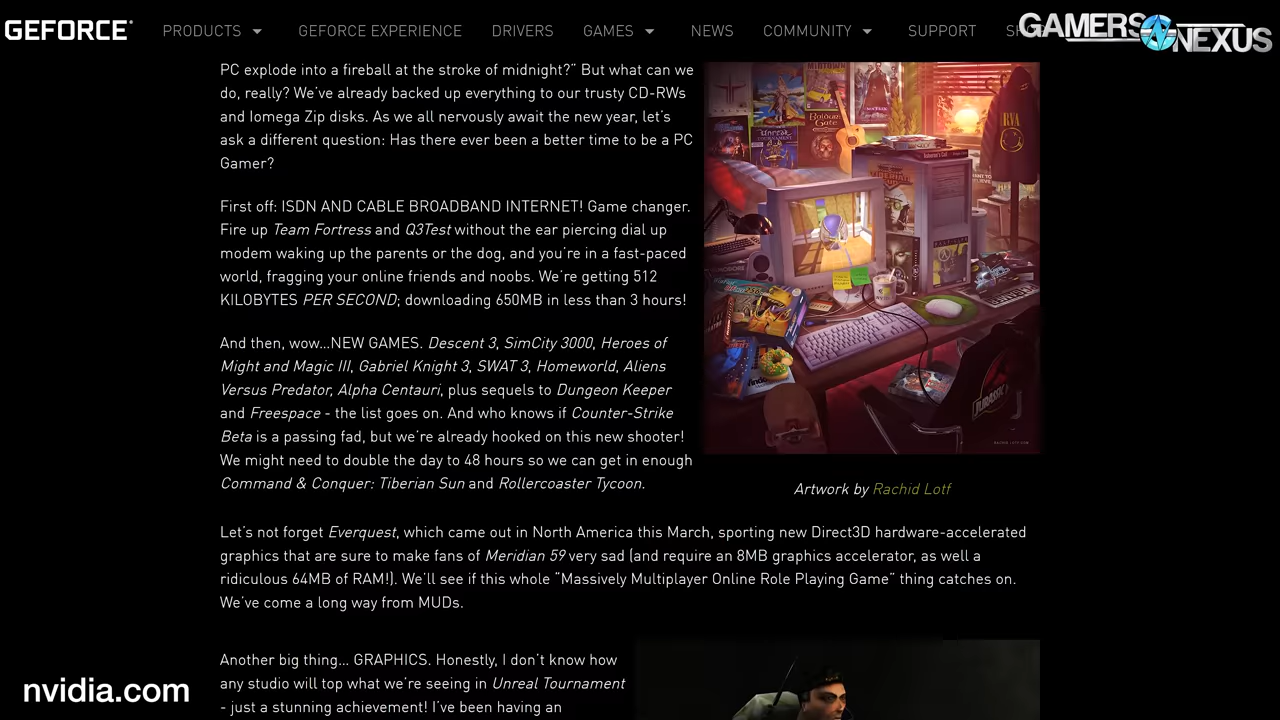 GEFORCE
PRODUCTS GEFORCE EXPERIENCE DRIVERS GAMES NEWS COMMUNITY SUPPORT
GAMERS NEXUS
PC explode into a fireball at the stroke of midnight?" But what can we
do, really? We've already backed up everything to our trusty CD-RWs
and Iomega Zip disks. As we all nervously await the new year, let's
ask a different question: Has there ever been a better time to be a PC
Gamer?
First off: ISDN AND CABLE BROADBAND INTERNET! Game changer.
Fire up Team Fortress and Q3Test without the ear piercing dial up
modem waking up the parents or the dog, and you're in a fast-paced
world, fragging your online friends and noobs. We're getting 512
KILOBYTES PER SECOND; downloading 650MB in less than 3 hours!
And then, wow...NEW GAMES. Descent 3, SimCity 3000, Heroes of
Might and Magic III, Gabriel Knight 3, SWAT 3, Homeworld, Aliens
Versus Predator, Alpha Centauri, plus sequels to Dungeon Keeper
and Freespace - the list goes on. And who knows if Counter-Strike
Beta is a passing fad, but we're already hooked on this new shooter!
We might need to double the day to 48 hours so we can get in enough
Command & Conquer: Tiberian Sun and Rollercoaster Tycoon.
Artwork by Rachid Lotf
Let's not forget Everquest, which came out in North America this March, sporting new Direct3D hardware-accelerated
graphics that are sure to make fans of Meridian 59 very sad (and require an 8MB graphics accelerator, as well a
ridiculous 64MB of RAM!). We'll see if this whole "Massively Multiplayer Online Role Playing Game" thing catches on.
We've come a long way from MUDs.
Another big thing... GRAPHICS. Honestly, I don't know how
any studio will top what we're seeing in Unreal Tournament
- just a stunning achievement! I've been having an
nvidia.com